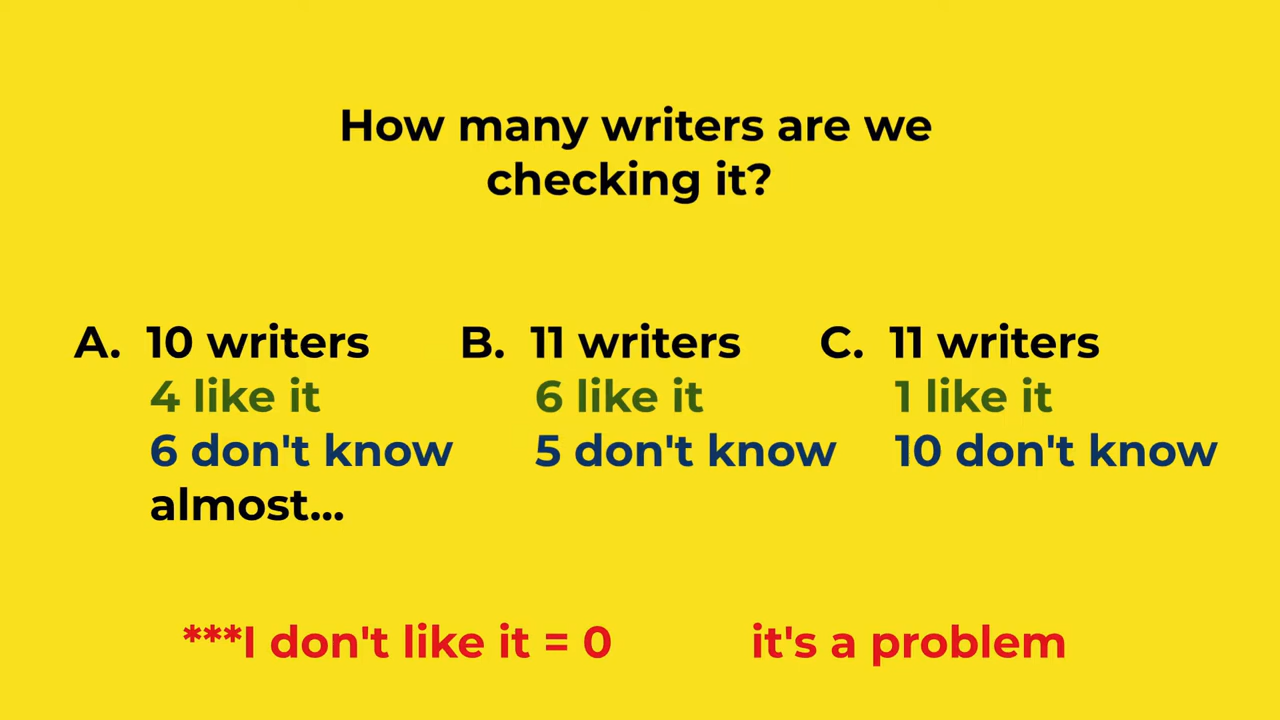 How many writers are we
checking it?
A. 10 writers
4 like it
6 don't know
almost...
B. 11 writers
6 like it
5 don't know
C. 11 writers
1 like it
10 don't know
***I don't like it = 0
it's a problem